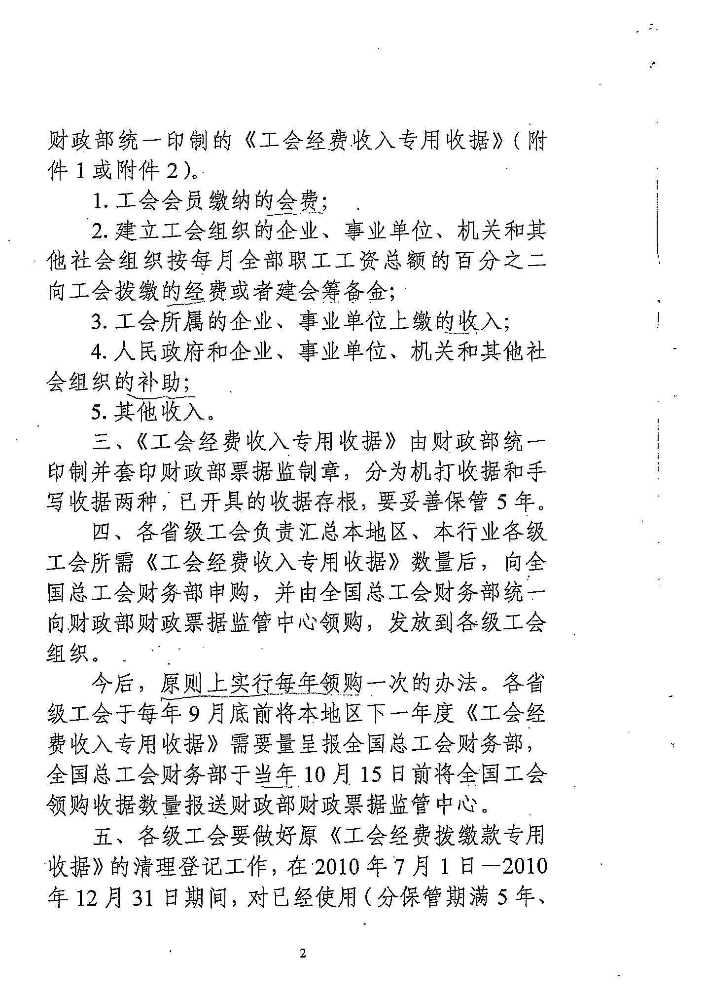 财政部统一印制的《工会经费收入专用收据》(附
件1或附件2)。
1.工会会员缴纳的会费;
2.建立工会组织的企业、事业单位、机关和其
他社会组织按每月全部职工工资总额的百分之二
向工会拨缴的经费或者建会筹备金;
3.工会所属的企业、事业单位上缴的收入;
4.人民政府和企业、事业单位、机关和其他社
会组织的补助;
5.其他收入。
三、《工会经费收入专用收据》由财政部统一
印制并套印财政部票据监制章,分为机打收据和手
写收据两种,已开具的收据存根,要妥善保管5年。
四、各省级工会负责汇总本地区、本行业各级
工会所需《工会经费收入专用收据》数量后,向全
国总工会财务部申购,并由全国总工会财务部统一
向财政部财政票据监管中心领购,发放到各级工会
组织。
今后,原则上实行每年领购一次的办法。各省
级工会于每年9月底前将本地区下一年度《工会经
费收入专用收据》需要量呈报全国总工会财务部,
全国总工会财务部于当年10月15日前将全国工会
领购收据数量报送财政部财政票据监管中心。
五、各级工会要做好原《工会经费拨缴款专用
收据》的清理登记工作,在2010年7月1日—2010
年12月31日期间,对已经使用(分保管期满5年、
2